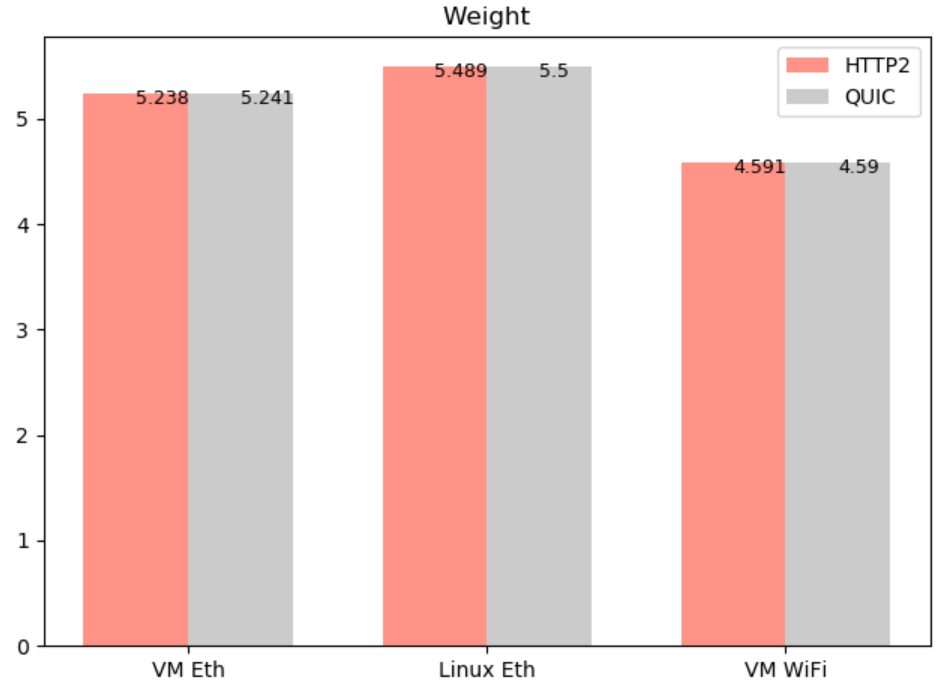 Weight
HTTP2
QUIC
5.238
5.241
5.489
5.5
4.591
4.59
5
4
3
2
1
0
VM Eth
Linux Eth
VM WiFi